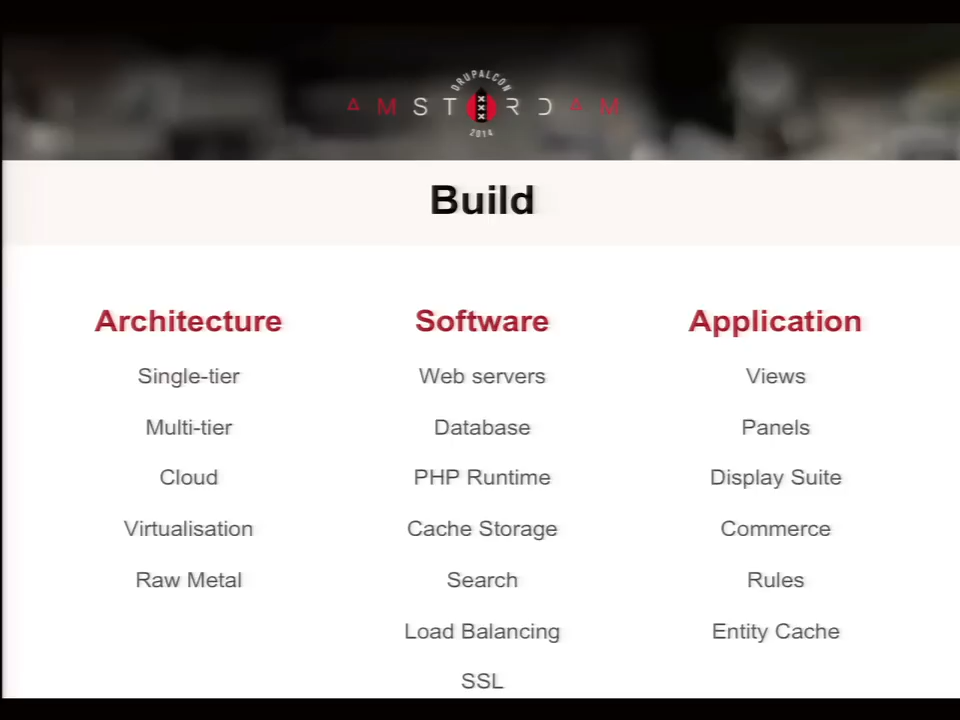 DRUPALCON
AMSTERDAM
2014
Build
Architecture
Single-tier
Multi-tier
Cloud
Virtualisation
Raw Metal
Software
Web servers
Database
PHP Runtime
Cache Storage
Search
Load Balancing
SSL
Application
Views
Panels
Display Suite
Commerce
Rules
Entity Cache